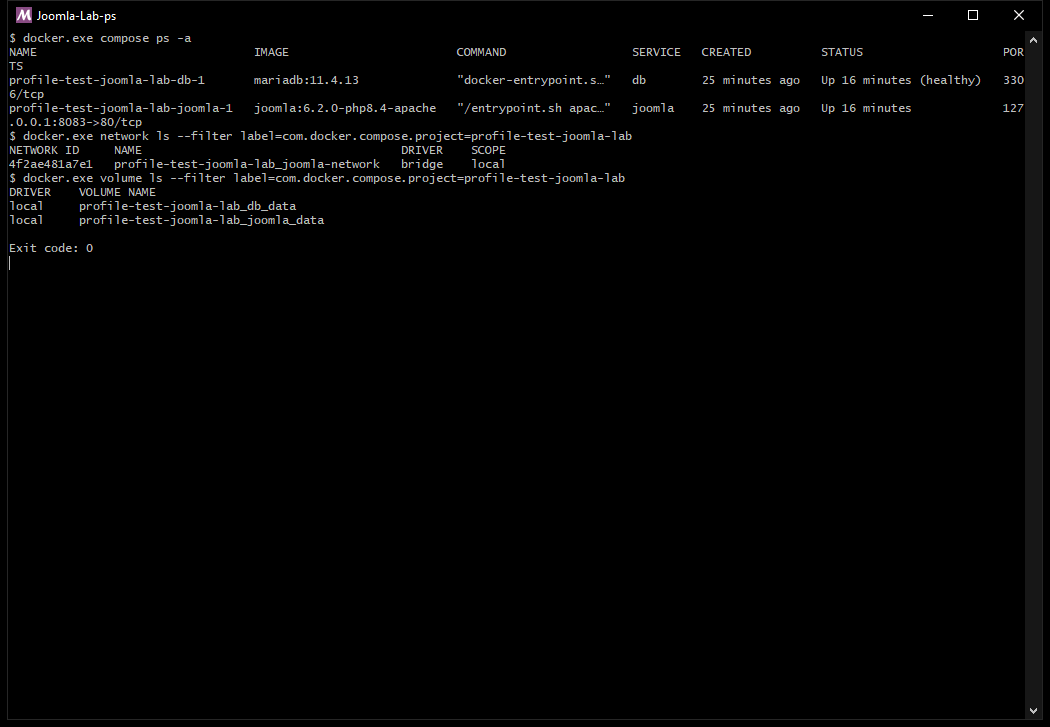 Joomla-Lab-ps
$ docker.exe compose ps -a
NAME                               IMAGE                        COMMAND                  SERVICE   CREATED          STATUS                    POR
TS
profile-test-joomla-lab-db-1       mariadb:11.4.13              "docker-entrypoint.s…"   db        25 minutes ago   Up 16 minutes (healthy)   330
6/tcp
profile-test-joomla-lab-joomla-1   joomla:6.2.0-php8.4-apache   "/entrypoint.sh apac…"   joomla    25 minutes ago   Up 16 minutes             127
.0.0.1:8083->80/tcp
$ docker.exe network ls --filter label=com.docker.compose.project=profile-test-joomla-lab
NETWORK ID     NAME                                     DRIVER    SCOPE
4f2ae481a7e1   profile-test-joomla-lab_joomla-network   bridge    local
$ docker.exe volume ls --filter label=com.docker.compose.project=profile-test-joomla-lab
DRIVER    VOLUME NAME
local     profile-test-joomla-lab_db_data
local     profile-test-joomla-lab_joomla_data
Exit code: 0